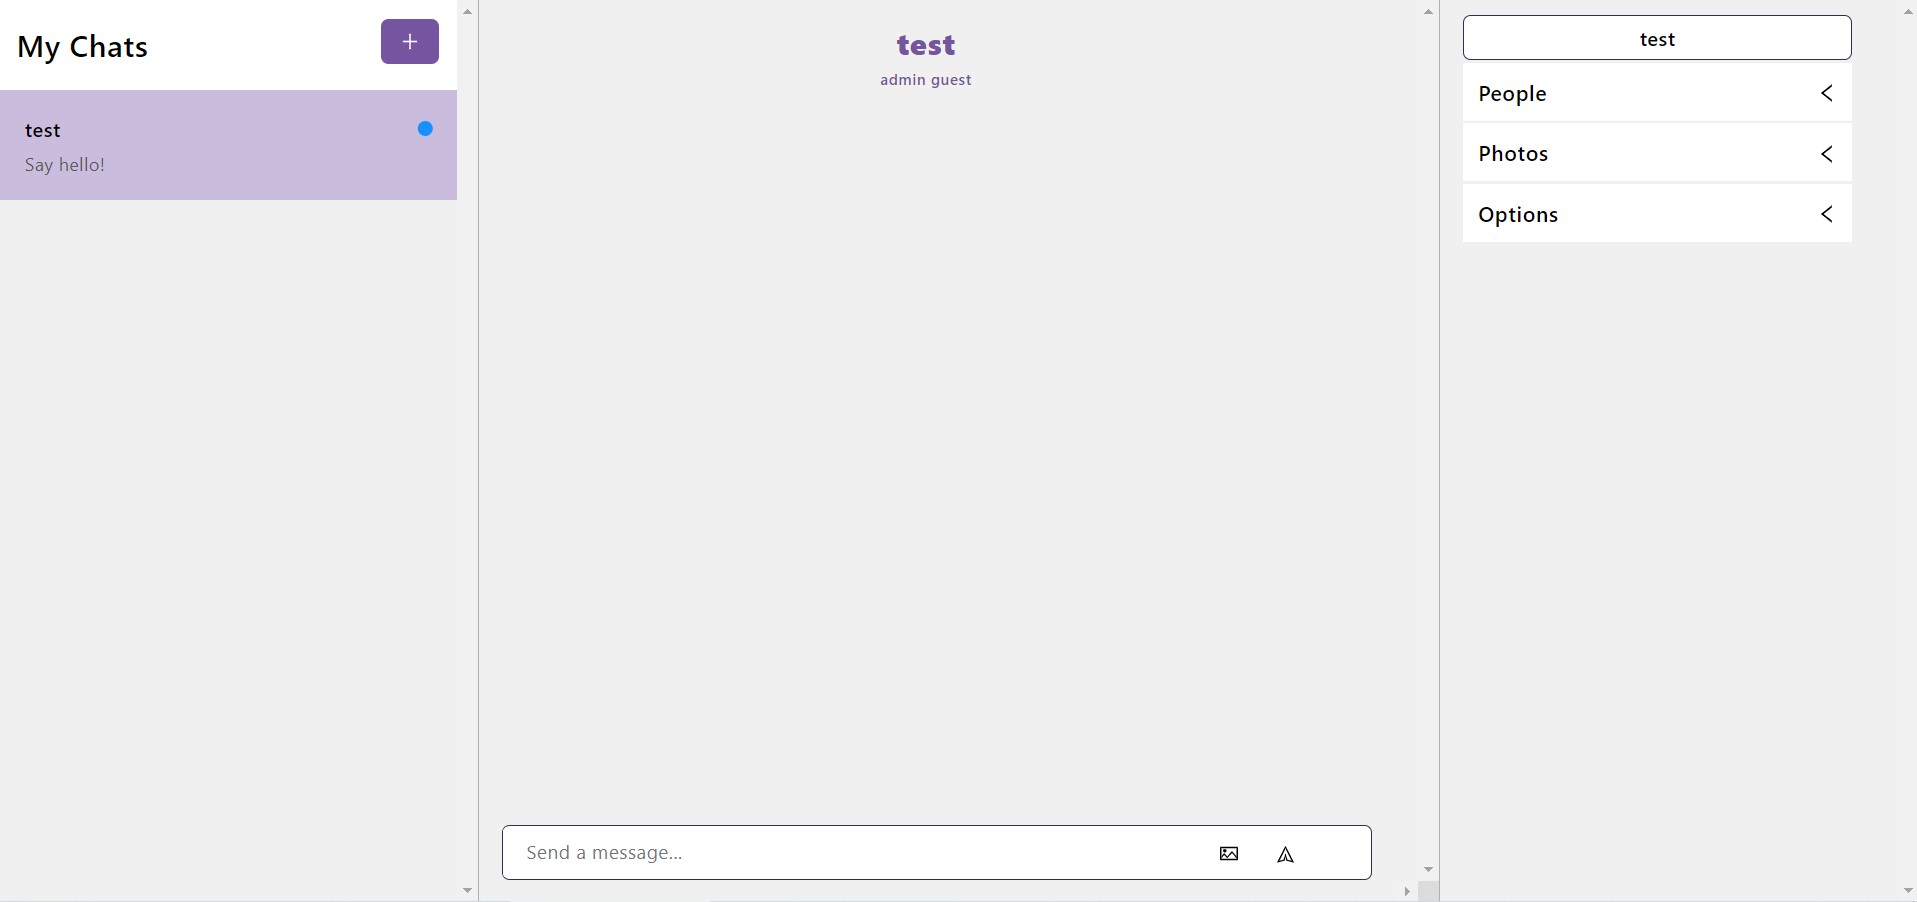 My Chats
+
test
Say hello!
test
admin guest
Send a message...
test
People
Photos
Options